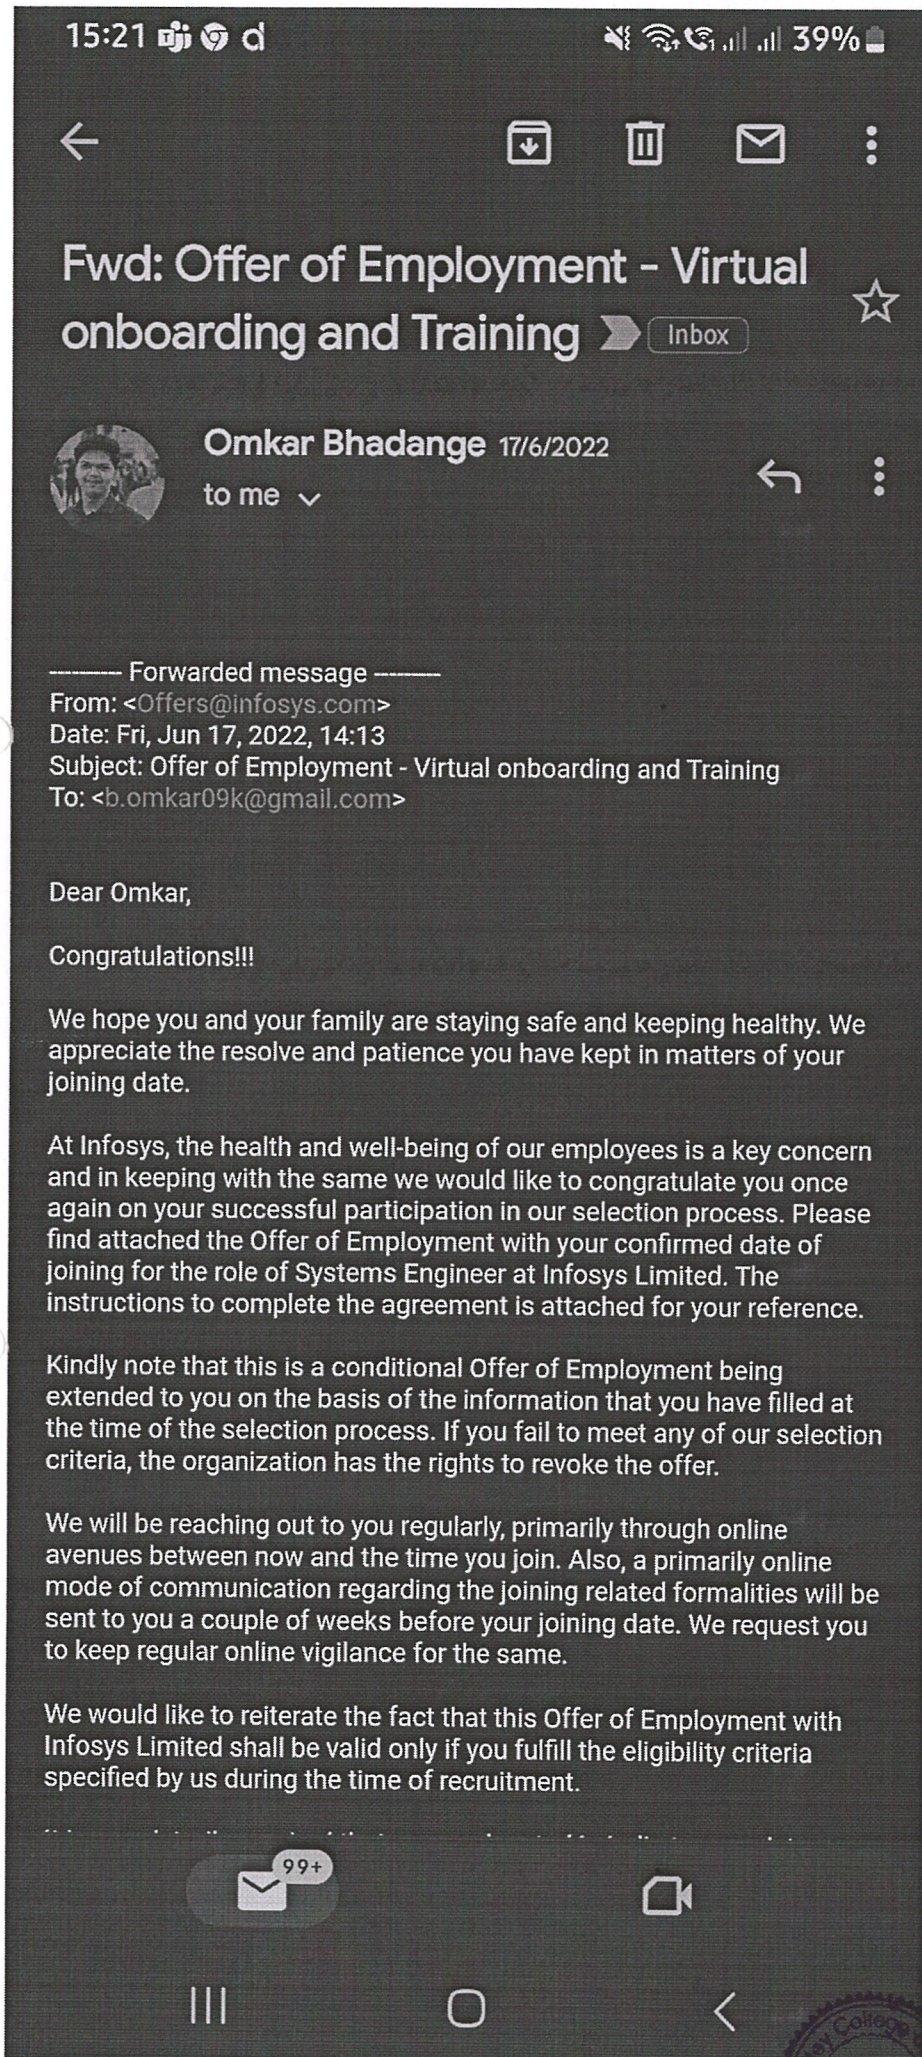 15:21
39%
Fwd: Offer of Employment - Virtual
onboarding and Training Inbox
Omkar Bhadange 17/6/2022
to me
---------- Forwarded message ---------
From: <Offers@infosys.com>
Date: Fri, Jun 17, 2022, 14:13
Subject: Offer of Employment - Virtual onboarding and Training
To: <b.omkar09k@gmail.com>
Dear Omkar,
Congratulations!!!
We hope you and your family are staying safe and keeping healthy. We
appreciate the resolve and patience you have kept in matters of your
joining date.
At Infosys, the health and well-being of our employees is a key concern
and in keeping with the same we would like to congratulate you once
again on your successful participation in our selection process. Please
find attached the Offer of Employment with your confirmed date of
joining for the role of Systems Engineer at Infosys Limited. The
instructions to complete the agreement is attached for your reference.
Kindly note that this is a conditional Offer of Employment being
extended to you on the basis of the information that you have filled at
the time of the selection process. If you fail to meet any of our selection
criteria, the organization has the rights to revoke the offer.
We will be reaching out to you regularly, primarily through online
avenues between now and the time you join. Also, a primarily online
mode of communication regarding the joining related formalities will be
sent to you a couple of weeks before your joining date. We request you
to keep regular online vigilance for the same.
We would like to reiterate the fact that this Offer of Employment with
Infosys Limited shall be valid only if you fulfill the eligibility criteria
specified by us during the time of recruitment.
99+
College